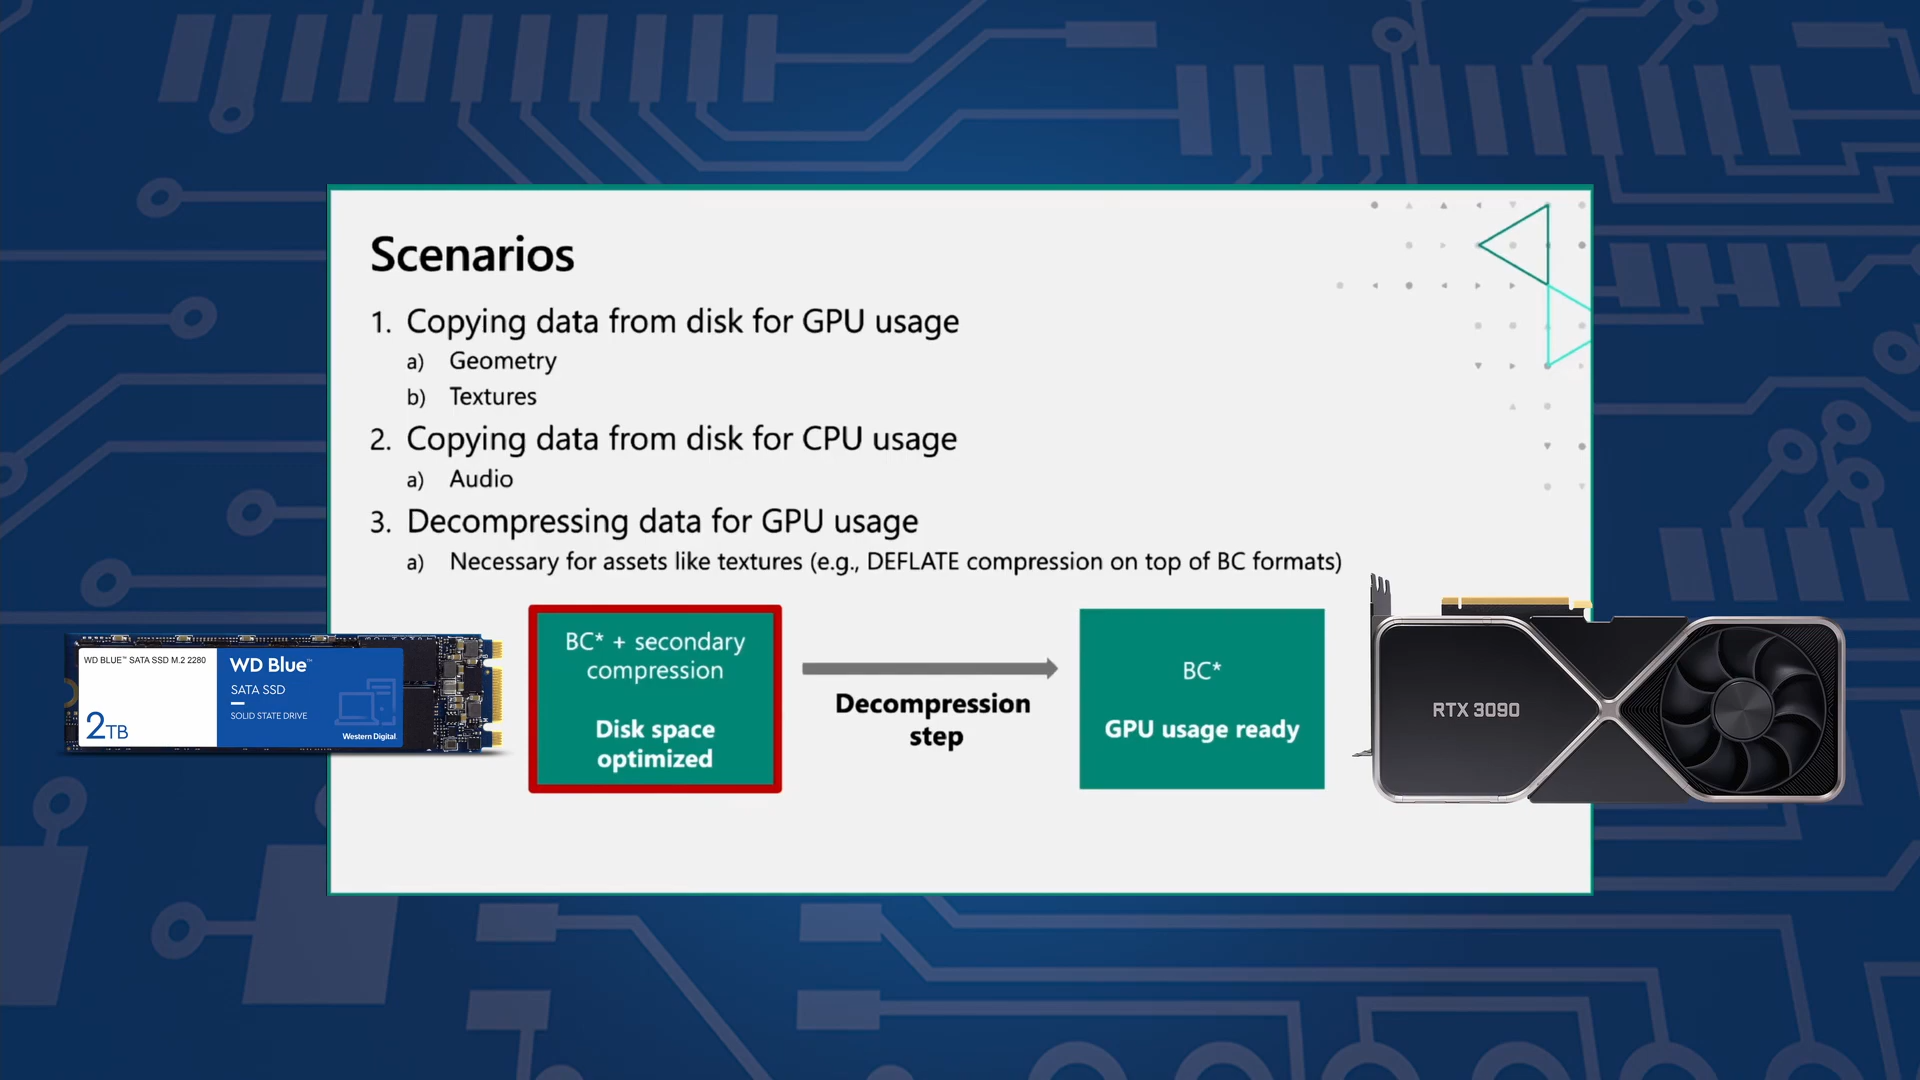 Scenarios
1. Copying data from disk for GPU usage
a) Geometry
b) Textures
2. Copying data from disk for CPU usage
a) Audio
3. Decompressing data for GPU usage
a) Necessary for assets like textures (e.g., DEFLATE compression on top of BC formats)
WD BLUE™ SATA SSD M.2 2280
2TB
WD Blue™
SATA SSD
SOLID STATE DRIVE
Western Digital
BC* + secondary
compression
Disk space
optimized
Decompression
step
BC*
GPU usage ready
RTX 3090